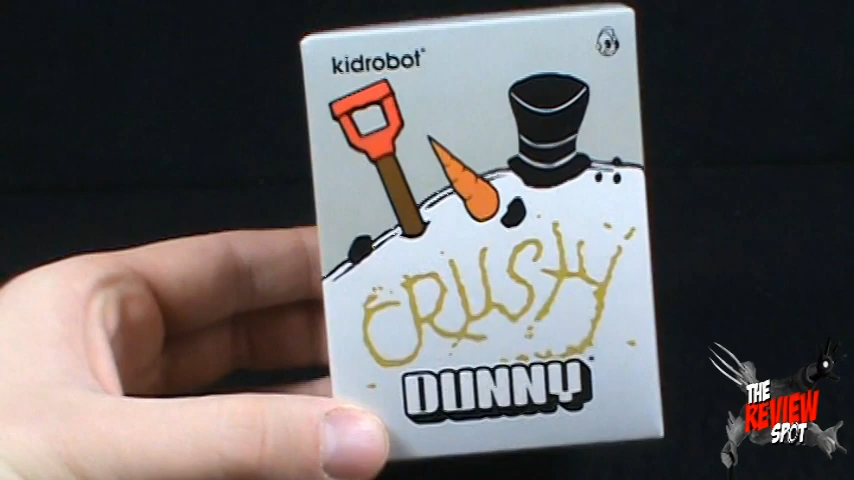 kidrobot®
CRUSTY
DUNNY
THE
REVIEW
SPOT